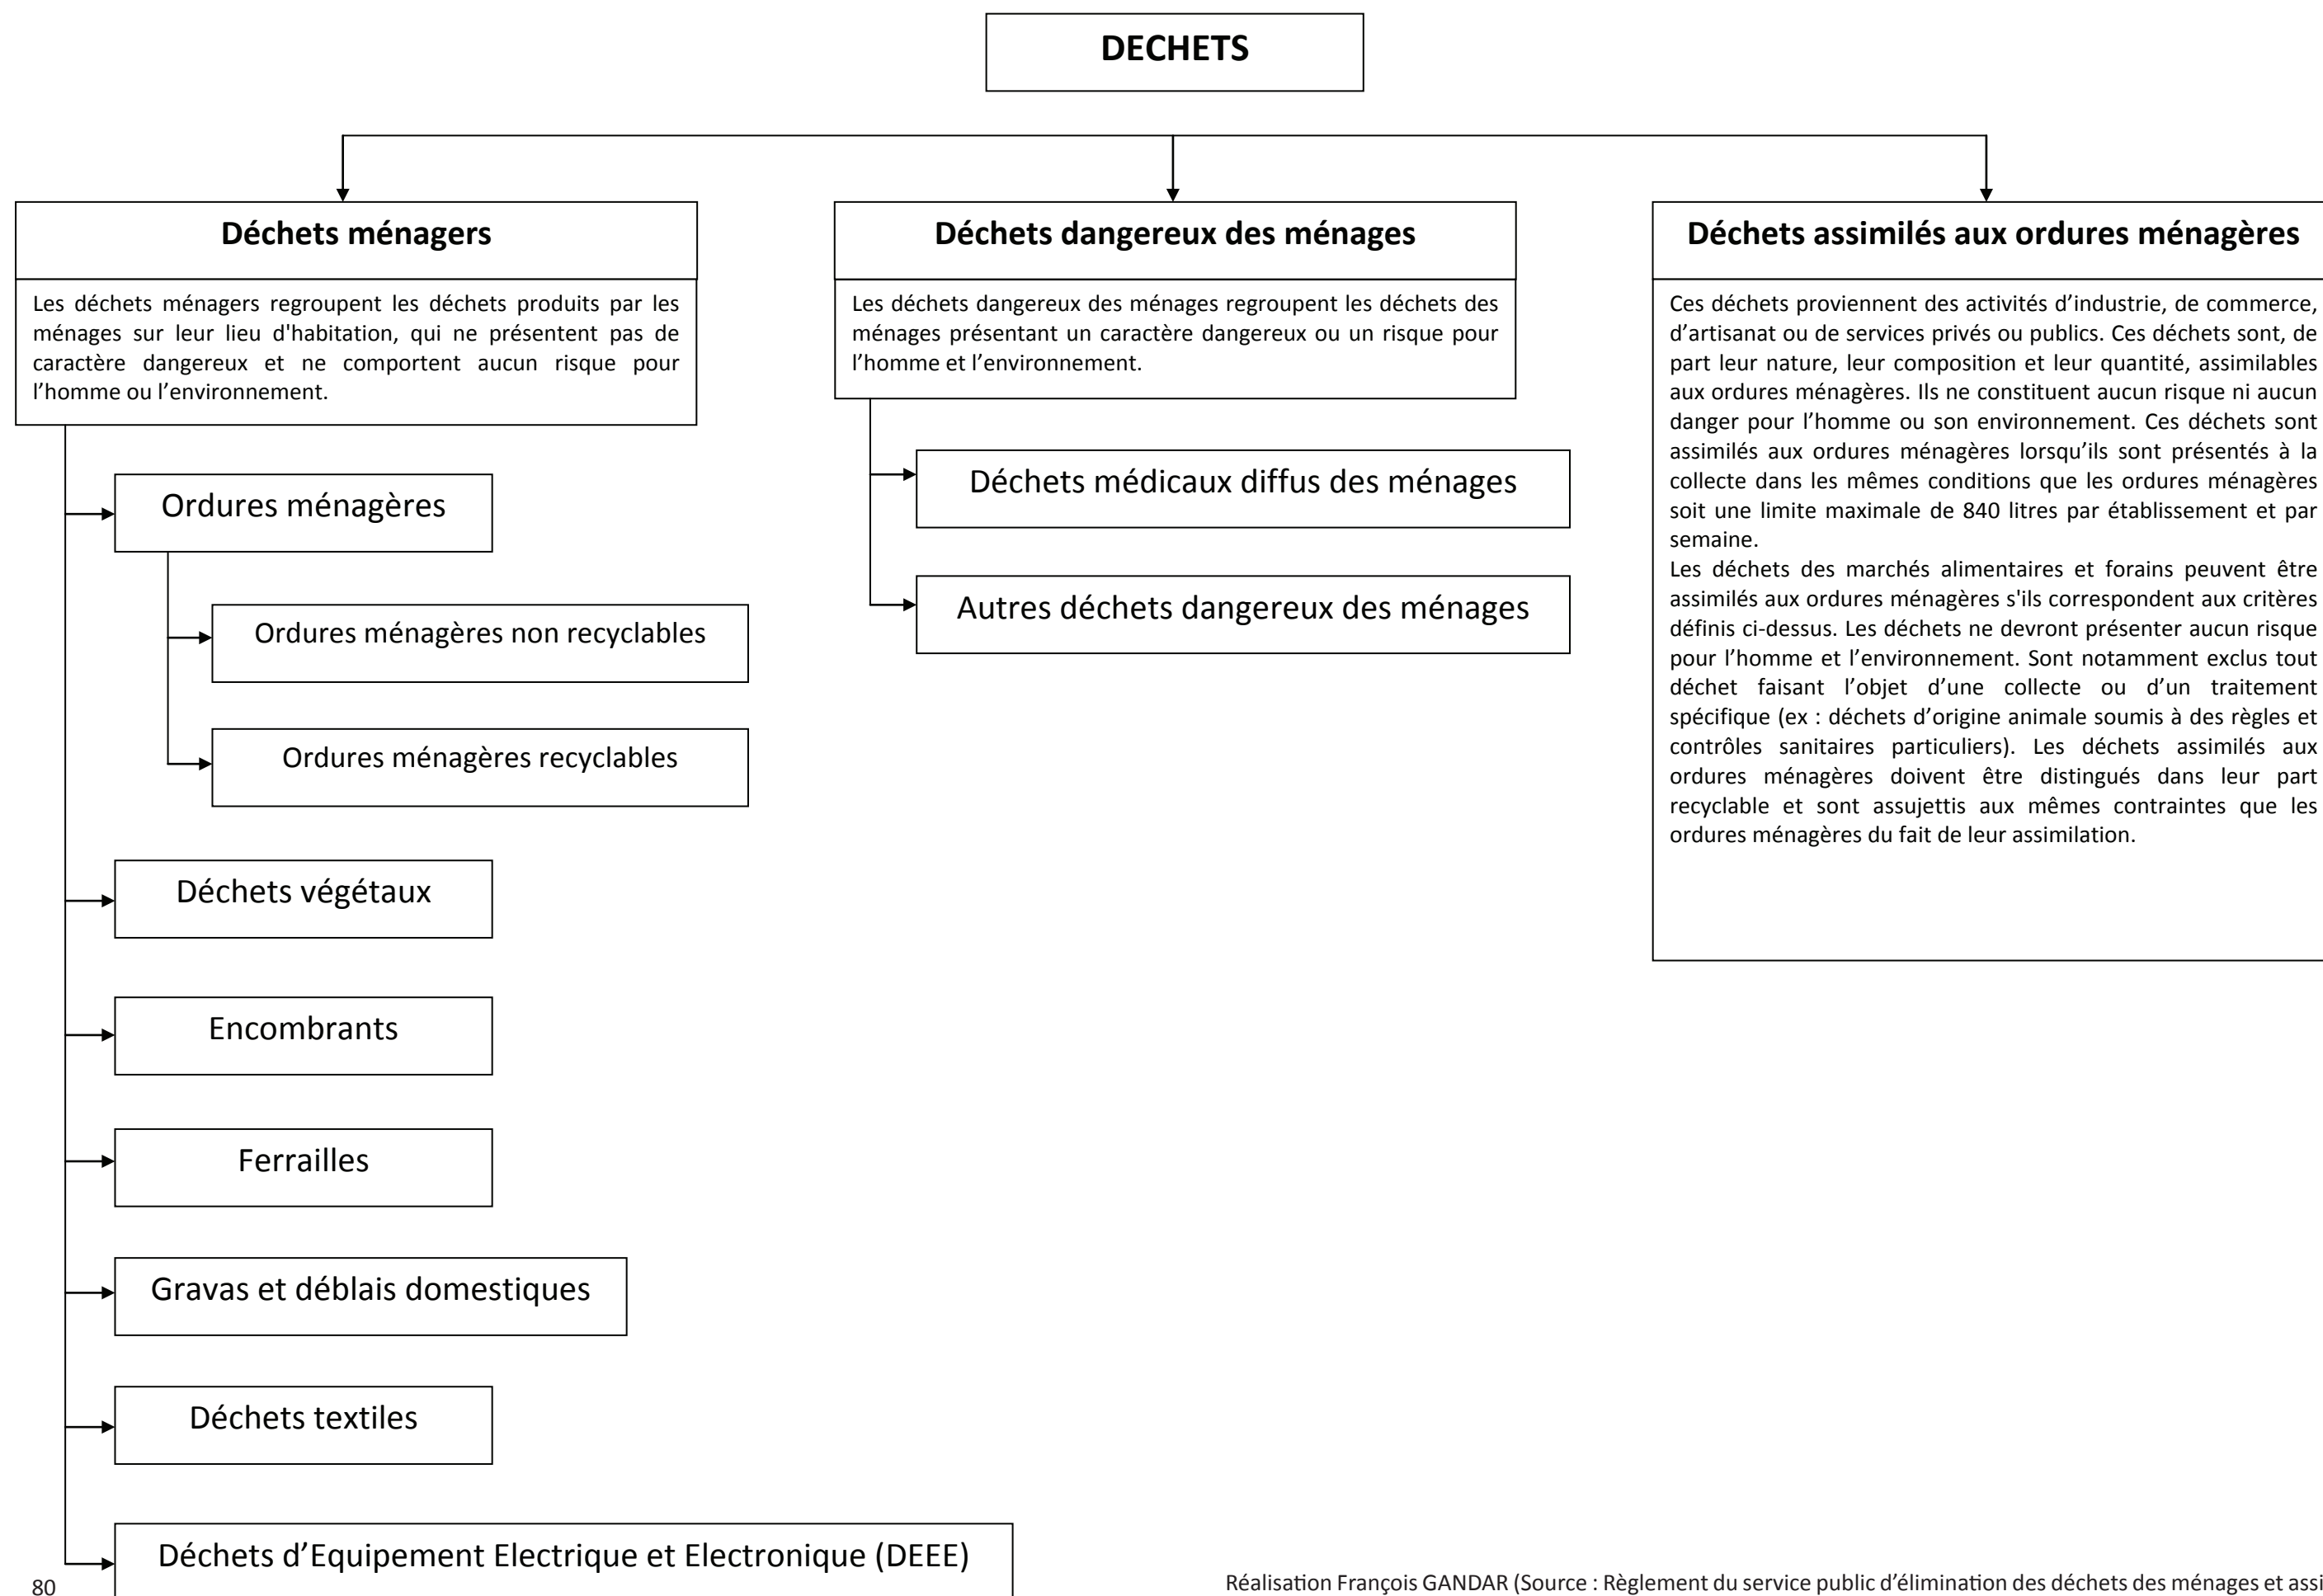 DECHETS
Déchets ménagers
Les déchets ménagers regroupent les déchets produits par les
ménages sur leur lieu d'habitation, qui ne présentent pas de
caractère dangereux et ne comportent aucun risque pour
l’homme ou l’environnement.
Ordures ménagères
Ordures ménagères non recyclables
Ordures ménagères recyclables
Déchets végétaux
Encombrants
Ferrailles
Gravas et déblais domestiques
Déchets textiles
Déchets d’Equipement Electrique et Electronique (DEEE)
Déchets dangereux des ménages
Les déchets dangereux des ménages regroupent les déchets des
ménages présentant un caractère dangereux ou un risque pour
l’homme et l’environnement.
Déchets médicaux diffus des ménages
Autres déchets dangereux des ménages
Déchets assimilés aux ordures ménagères
Ces déchets proviennent des activités d’industrie, de commerce,
d’artisanat ou de services privés ou publics. Ces déchets sont, de
part leur nature, leur composition et leur quantité, assimilables
aux ordures ménagères. Ils ne constituent aucun risque ni aucun
danger pour l’homme ou son environnement. Ces déchets sont
assimilés aux ordures ménagères lorsqu’ils sont présentés à la
collecte dans les mêmes conditions que les ordures ménagères
soit une limite maximale de 840 litres par établissement et par
semaine.
Les déchets des marchés alimentaires et forains peuvent être
assimilés aux ordures ménagères s'ils correspondent aux critères
définis ci-dessus. Les déchets ne devront présenter aucun risque
pour l’homme et l’environnement. Sont notamment exclus tout
déchet faisant l’objet d’une collecte ou d’un traitement
spécifique (ex : déchets d’origine animale soumis à des règles et
contrôles sanitaires particuliers). Les déchets assimilés aux
ordures ménagères doivent être distingués dans leur part
recyclable et sont assujettis aux mêmes contraintes que les
ordures ménagères du fait de leur assimilation.
80
Réalisation François GANDAR (Source : Règlement du service public d’élimination des déchets des ménages et assi